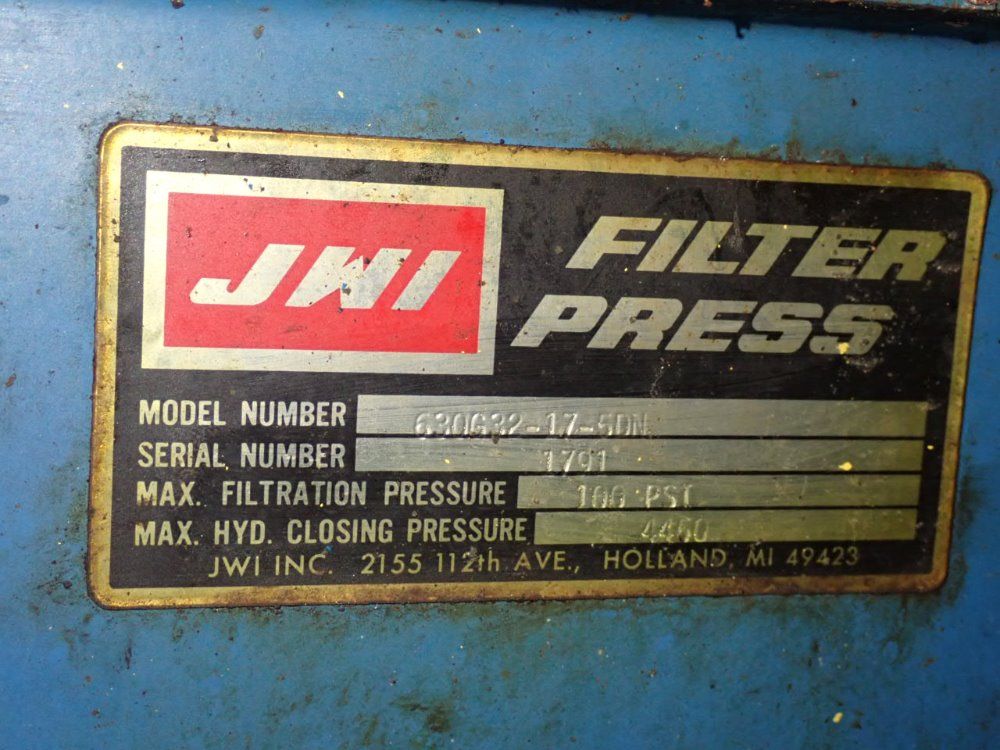 JWI
FILTER
PRESS
MODEL NUMBER 630G32-17-5DN
SERIAL NUMBER 1791
MAX. FILTRATION PRESSURE 100 PSI
MAX. HYD. CLOSING PRESSURE
JWI INC. 2155 112th AVE., HOLLAND, MI 49423